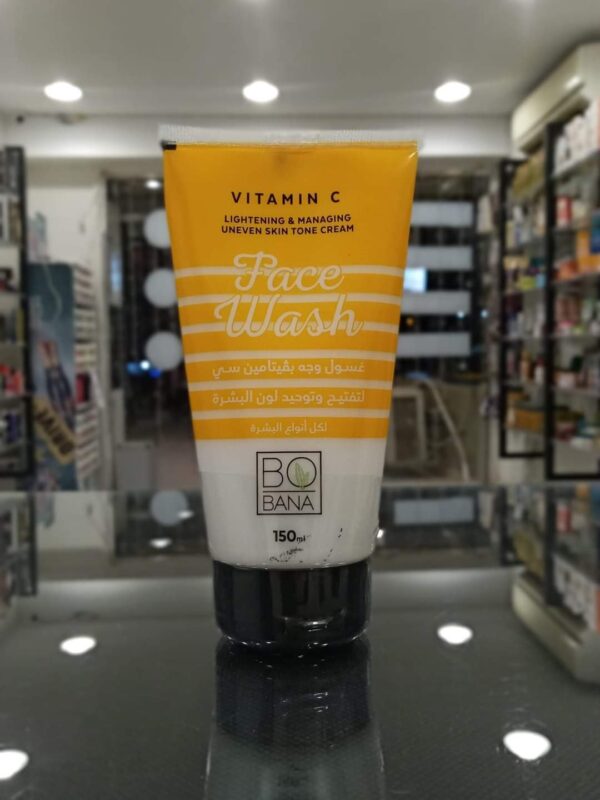 VITAMIN C
LIGHTENING & MANAGING
UNEVEN SKIN TONE CREAM
Face
Wash
غسول وجه بڤيتامين سي
لتفتيح وتوحيد لون البشرة
لكل أنواع البشرة
BO
BANA
150ml